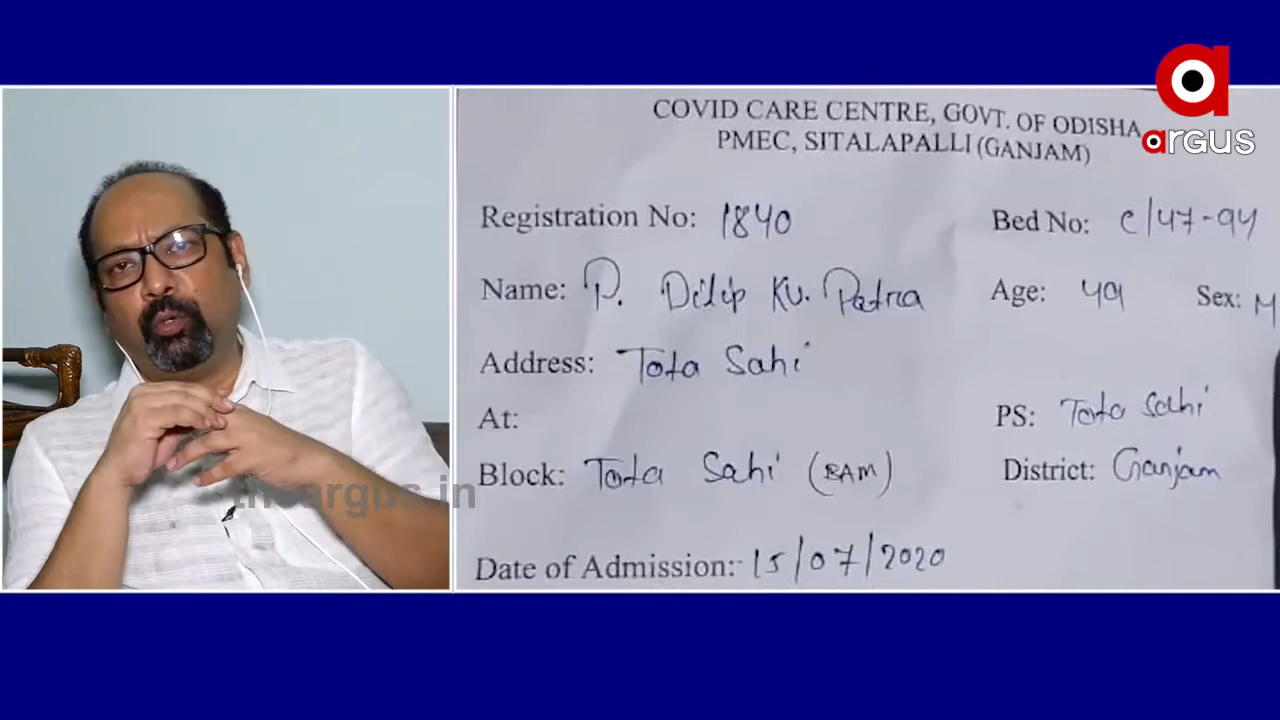 argus
COVID CARE CENTRE, GOVT. OF ODISHA
PMEC, SITALAPALLI (GANJAM)
Registration No: 1840 Bed No: C/47-94
Name: P. Dilip Ku. Patra Age: 49 Sex: M
Address: Tota Sahi
At: PS: Tota Sahi
Block: Tota Sahi (BAM) District: Ganjam
theargus.in
Date of Admission:- 15/07/2020